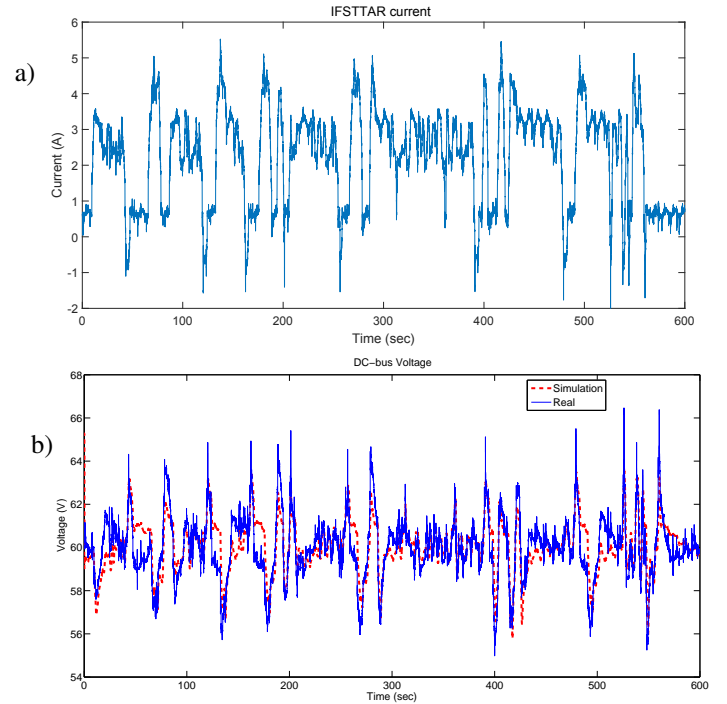 IFSTTAR current
a)
6
5
4
3
2
1
0
-1
-2
Current (A)
0 100 200 300 400 500 600
Time (sec)
DC−bus Voltage
b)
68
66
64
62
60
58
56
54
Voltage (V)
Simulation
Real
0 100 200 300 400 500 600
Time (sec)